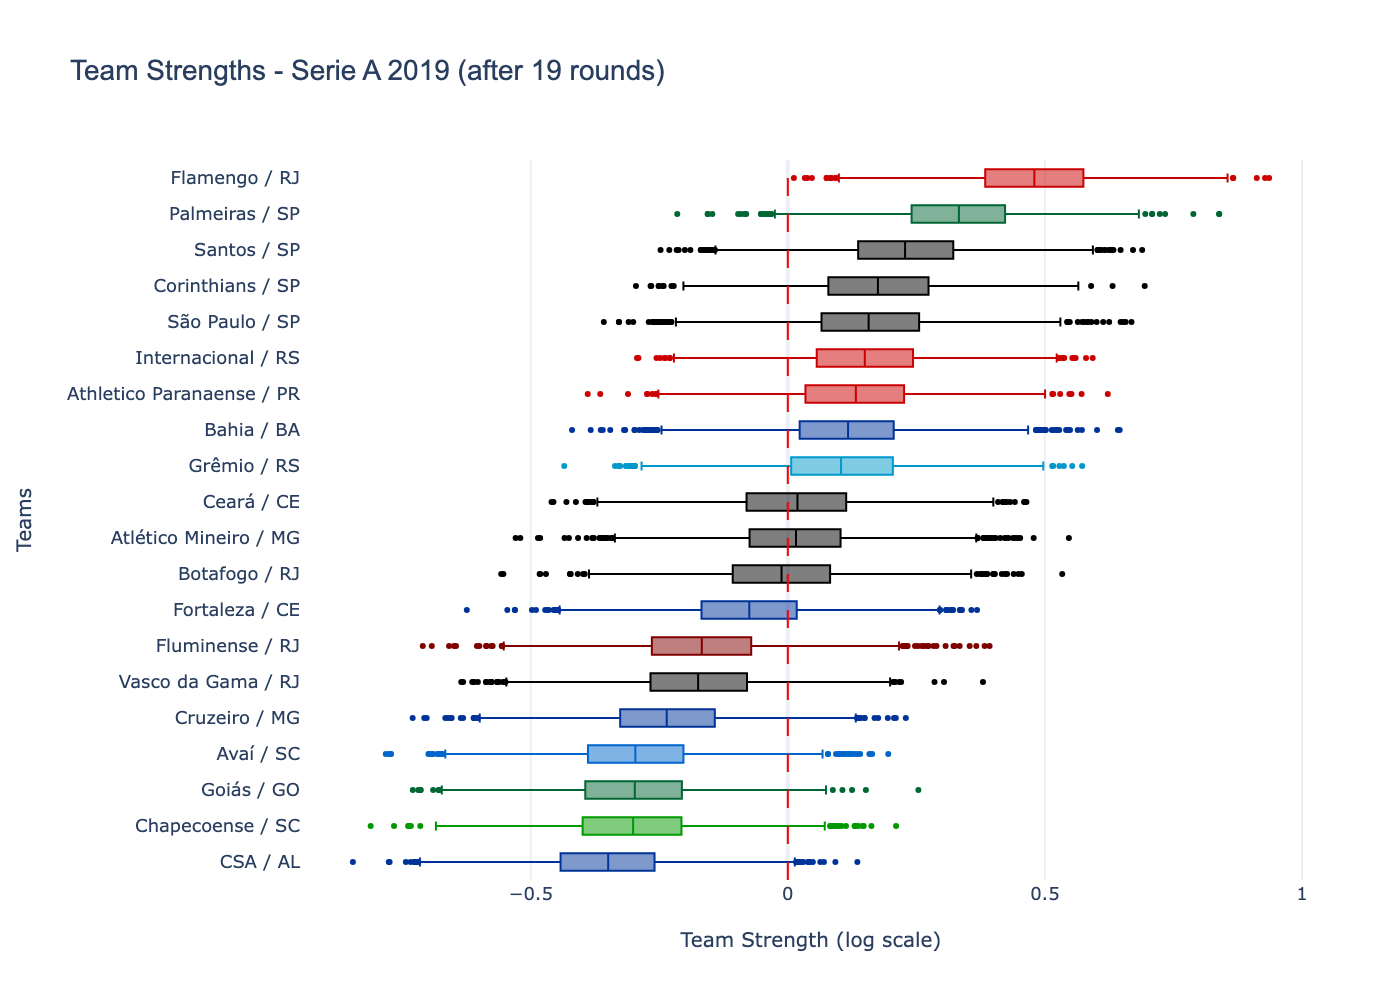 Team Strengths - Serie A 2019 (after 19 rounds)
Flamengo / RJ
Palmeiras / SP
Santos / SP
Corinthians / SP
São Paulo / SP
Internacional / RS
Athletico Paranaense / PR
Bahia / BA
Grêmio / RS
Ceará / CE
Atlético Mineiro / MG
Botafogo / RJ
Fortaleza / CE
Fluminense / RJ
Vasco da Gama / RJ
Cruzeiro / MG
Avaí / SC
Goiás / GO
Chapecoense / SC
CSA / AL
Teams
−0.5 0 0.5 1
Team Strength (log scale)